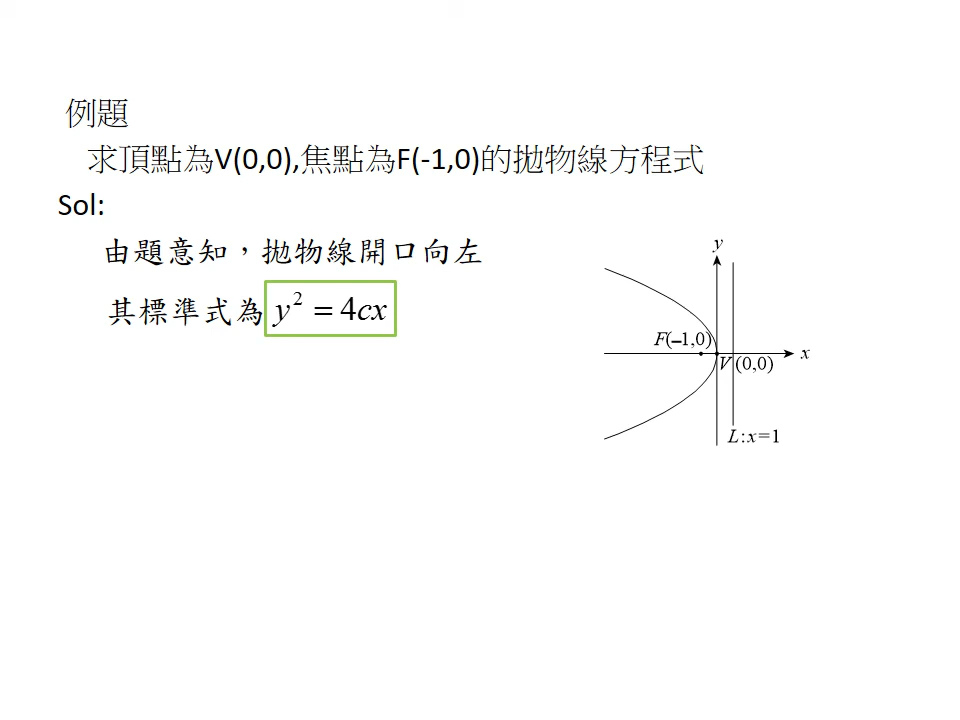 例題
求頂點為V(0,0),焦點為F(-1,0)的拋物線方程式
Sol:
由題意知，拋物線開口向左
其標準式為 y² = 4cx
y
F(−1,0)
x
V(0,0)
L:x=1